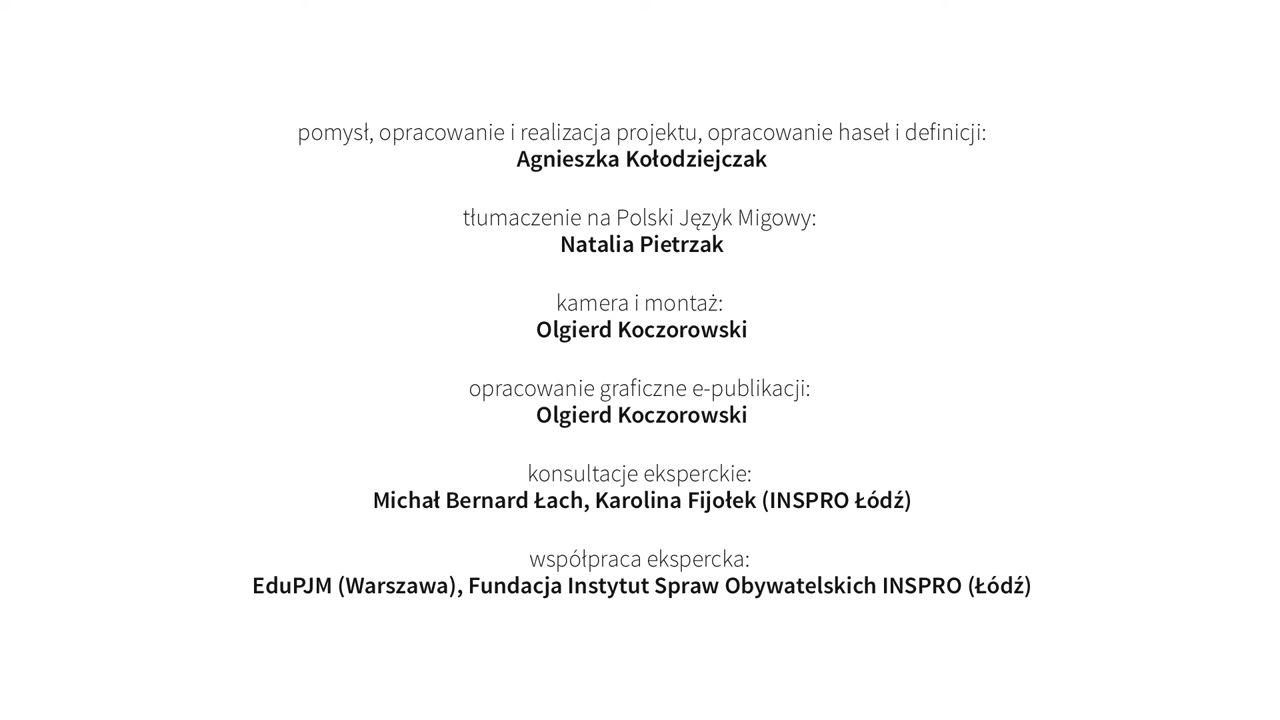 pomysł, opracowanie i realizacja projektu, opracowanie haseł i definicji:
Agnieszka Kołodziejczak
tłumaczenie na Polski Język Migowy:
Natalia Pietrzak
kamera i montaż:
Olgierd Koczorowski
opracowanie graficzne e-publikacji:
Olgierd Koczorowski
konsultacje eksperckie:
Michał Bernard Łach, Karolina Fijołek (INSPRO Łódź)
współpraca ekspercka:
EduPJM (Warszawa), Fundacja Instytut Spraw Obywatelskich INSPRO (Łódź)